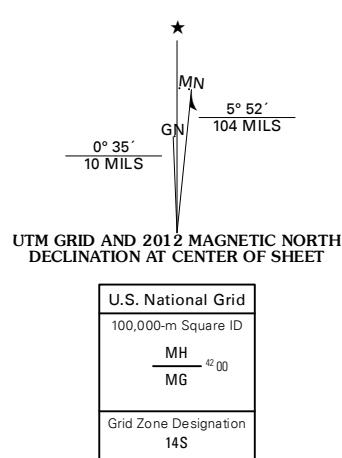 ★
MN
GN
5° 52´
104 MILS
0° 35´
10 MILS
UTM GRID AND 2012 MAGNETIC NORTH
DECLINATION AT CENTER OF SHEET
U.S. National Grid
100,000-m Square ID
MH
42 00
MG
Grid Zone Designation
14S